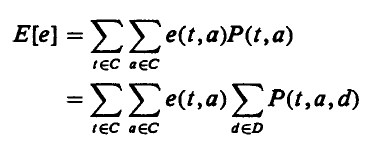 E[e] = ∑_{t∈C} ∑_{a∈C} e(t,a)P(t,a)
= ∑_{t∈C} ∑_{a∈C} e(t,a) ∑_{d∈D} P(t,a,d)